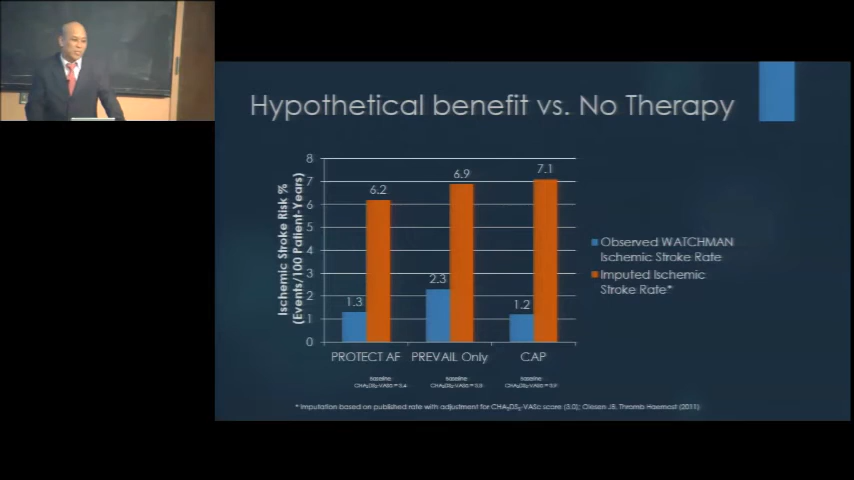 Hypothetical benefit vs. No Therapy
Ischemic Stroke Risk %
(Events/100 Patient-Years)
8
7
6
5
4
3
2
1
0
6.2
6.9
7.1
1.3
2.3
1.2
PROTECT AF
PREVAIL Only
CAP
Observed WATCHMAN
Ischemic Stroke Rate
Imputed Ischemic
Stroke Rate*
Baseline
Baseline
Baseline
* Imputation based on published rate with adjustment for CHA2DS2-VASc score (3.0); Olesen JB, Thromb Haemost (2011)